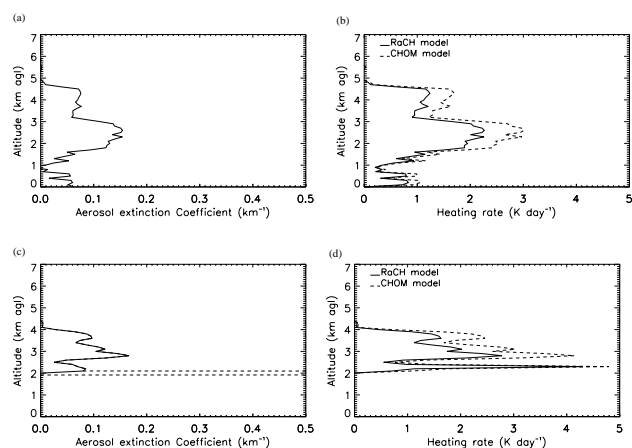 (a)
(b)
7
6
5
4
3
2
1
0
Altitude (km agl)
0.0 0.1 0.2 0.3 0.4 0.5
Aerosol extinction Coefficient (km⁻¹)
RaCH model
CHOM model
7
6
5
4
3
2
1
0
Altitude (km agl)
0 1 2 3 4 5
Heating rate (K day⁻¹)
(c)
(d)
7
6
5
4
3
2
1
0
Altitude (km agl)
0.0 0.1 0.2 0.3 0.4 0.5
Aerosol extinction Coefficient (km⁻¹)
RaCH model
CHOM model
7
6
5
4
3
2
1
0
Altitude (km agl)
0 1 2 3 4 5
Heating rate (K day⁻¹)